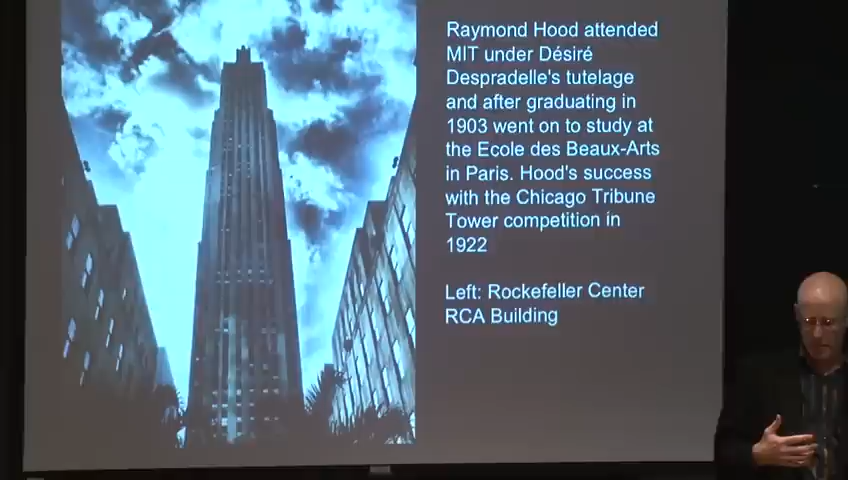 Raymond Hood attended
MIT under Désiré
Despradelle's tutelage
and after graduating in
1903 went on to study at
the Ecole des Beaux-Arts
in Paris. Hood's success
with the Chicago Tribune
Tower competition in
1922
Left: Rockefeller Center
RCA Building